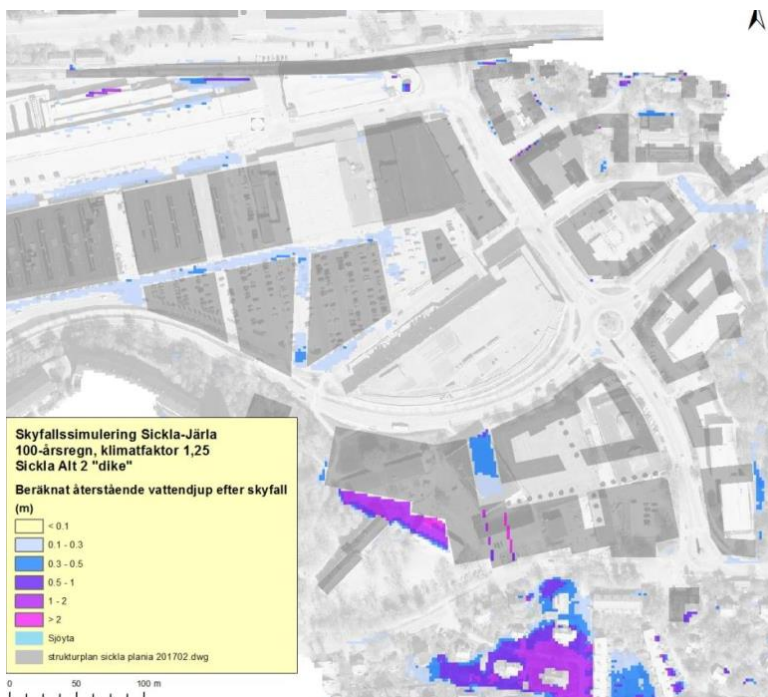 Skyfallssimulering Sickla-Järla
100-årsregn, klimatfaktor 1,25
Sickla Alt 2 "dike"
Beräknat återstående vattendjup efter skyfall
(m)
< 0.1
0.1 - 0.3
0.3 - 0.5
0.5 - 1
1 - 2
> 2
Sjöyta
strukturplan sickla plania 201702.dwg
0 50 100 m